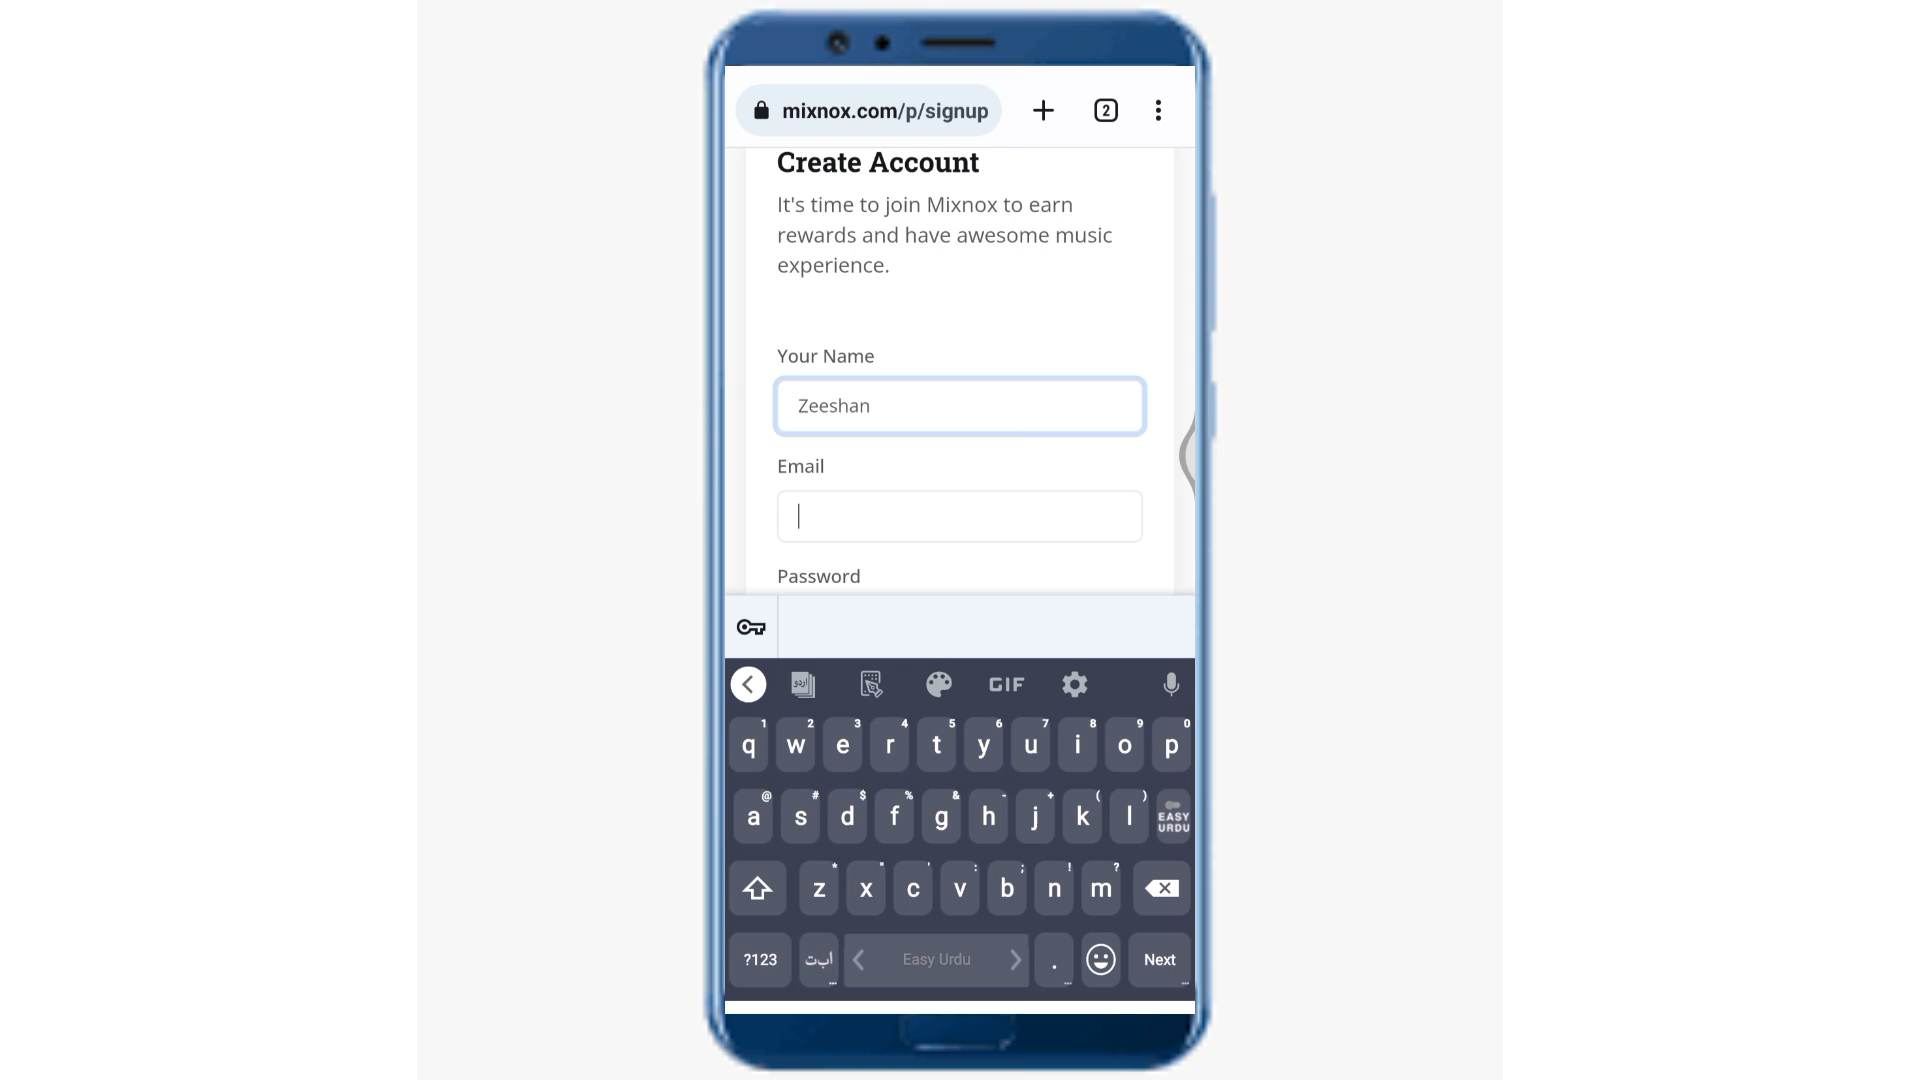 mixnox.com/p/signup
2
Create Account
It's time to join Mixnox to earn
rewards and have awesome music
experience.
Your Name
Zeeshan
Email
Password
اردو GIF
1 2 3 4 5 6 7 8 9 0
q w e r t y u i o p
@ # $ % & - + ( )
a s d f g h j k l EASY
URDU
* " ' : ; ! ?
z x c v b n m
?123 اب‌ت Easy Urdu . Next